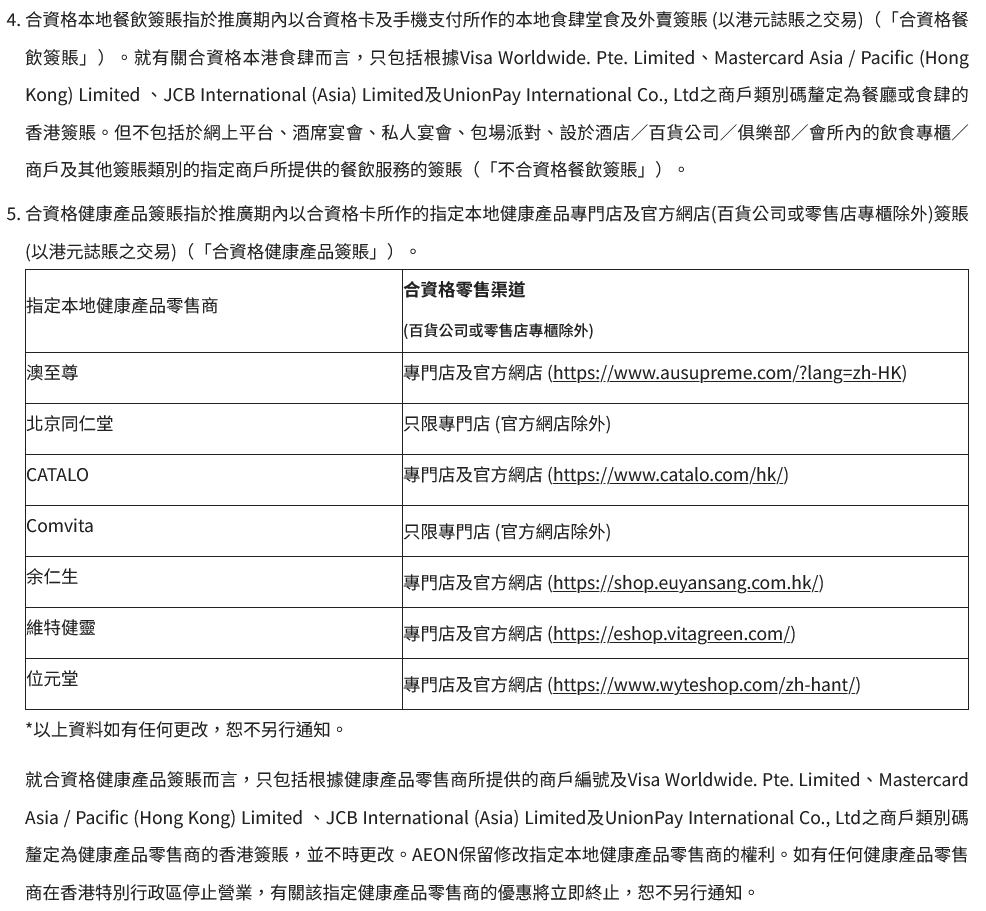 4. 合資格本地餐飲簽賬指於推廣期內以合資格卡及手機支付所作的本地食肆堂食及外賣簽賬 (以港元誌賬之交易)（「合資格餐
飲簽賬」）。就有關合資格本港食肆而言，只包括根據Visa Worldwide. Pte. Limited、Mastercard Asia / Pacific (Hong
Kong) Limited 、JCB International (Asia) Limited及UnionPay International Co., Ltd之商戶類別碼釐定為餐廳或食肆的
香港簽賬。但不包括於網上平台、酒席宴會、私人宴會、包場派對、設於酒店／百貨公司／俱樂部／會所內的飲食專櫃／
商戶及其他簽賬類別的指定商戶所提供的餐飲服務的簽賬（「不合資格餐飲簽賬」）。
5. 合資格健康產品簽賬指於推廣期內以合資格卡所作的指定本地健康產品專門店及官方網店(百貨公司或零售店專櫃除外)簽賬
(以港元誌賬之交易)（「合資格健康產品簽賬」）。
指定本地健康產品零售商
合資格零售渠道
(百貨公司或零售店專櫃除外)
澳至尊
專門店及官方網店 (https://www.ausupreme.com/?lang=zh-HK)
北京同仁堂
只限專門店 (官方網店除外)
CATALO
專門店及官方網店 (https://www.catalo.com/hk/)
Comvita
只限專門店 (官方網店除外)
余仁生
專門店及官方網店 (https://shop.euyansang.com.hk/)
維特健靈
專門店及官方網店 (https://eshop.vitagreen.com/)
位元堂
專門店及官方網店 (https://www.wyteshop.com/zh-hant/)
*以上資料如有任何更改，恕不另行通知。
就合資格健康產品簽賬而言，只包括根據健康產品零售商所提供的商戶編號及Visa Worldwide. Pte. Limited、Mastercard
Asia / Pacific (Hong Kong) Limited 、JCB International (Asia) Limited及UnionPay International Co., Ltd之商戶類別碼
釐定為健康產品零售商的香港簽賬，並不時更改。AEON保留修改指定本地健康產品零售商的權利。如有任何健康產品零售
商在香港特別行政區停止營業，有關該指定健康產品零售商的優惠將立即終止，恕不另行通知。